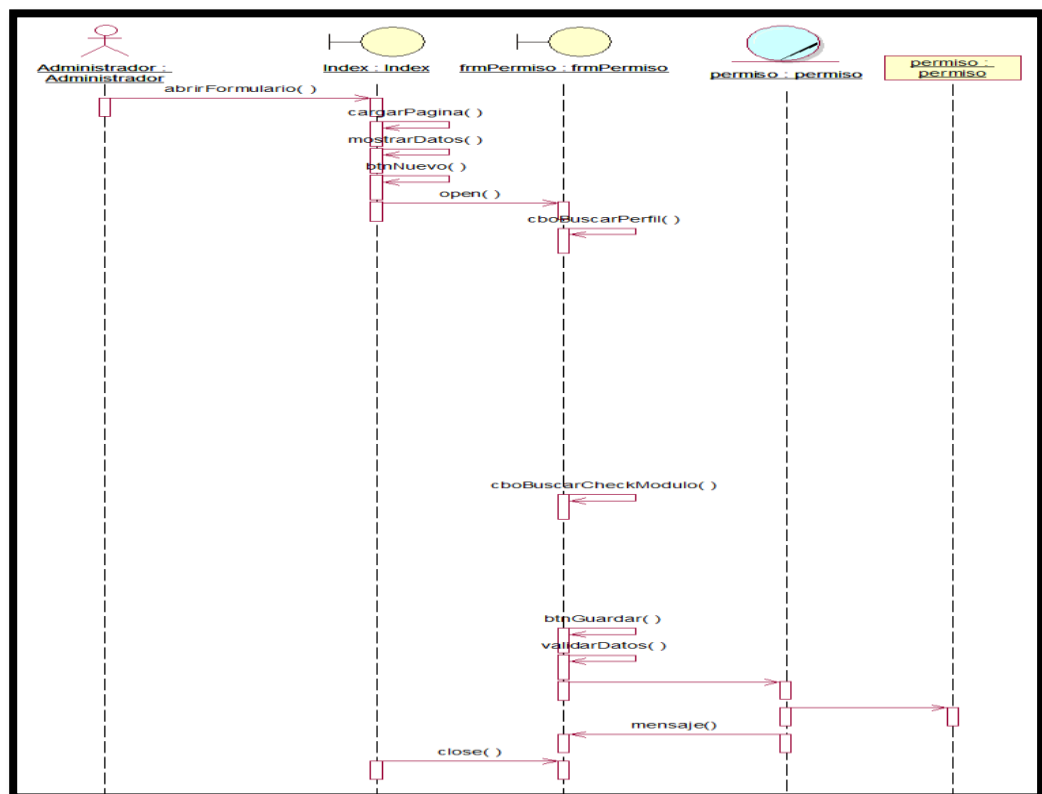 Administrador :
Administrador
Index : Index
frmPermiso : frmPermiso
permiso : permiso
permiso :
permiso
abrirFormulario( )
cargarPagina( )
mostrarDatos( )
btnNuevo( )
open( )
cboBuscarPerfil( )
cboBuscarCheckModulo( )
btnGuardar( )
validarDatos( )
mensaje()
close( )